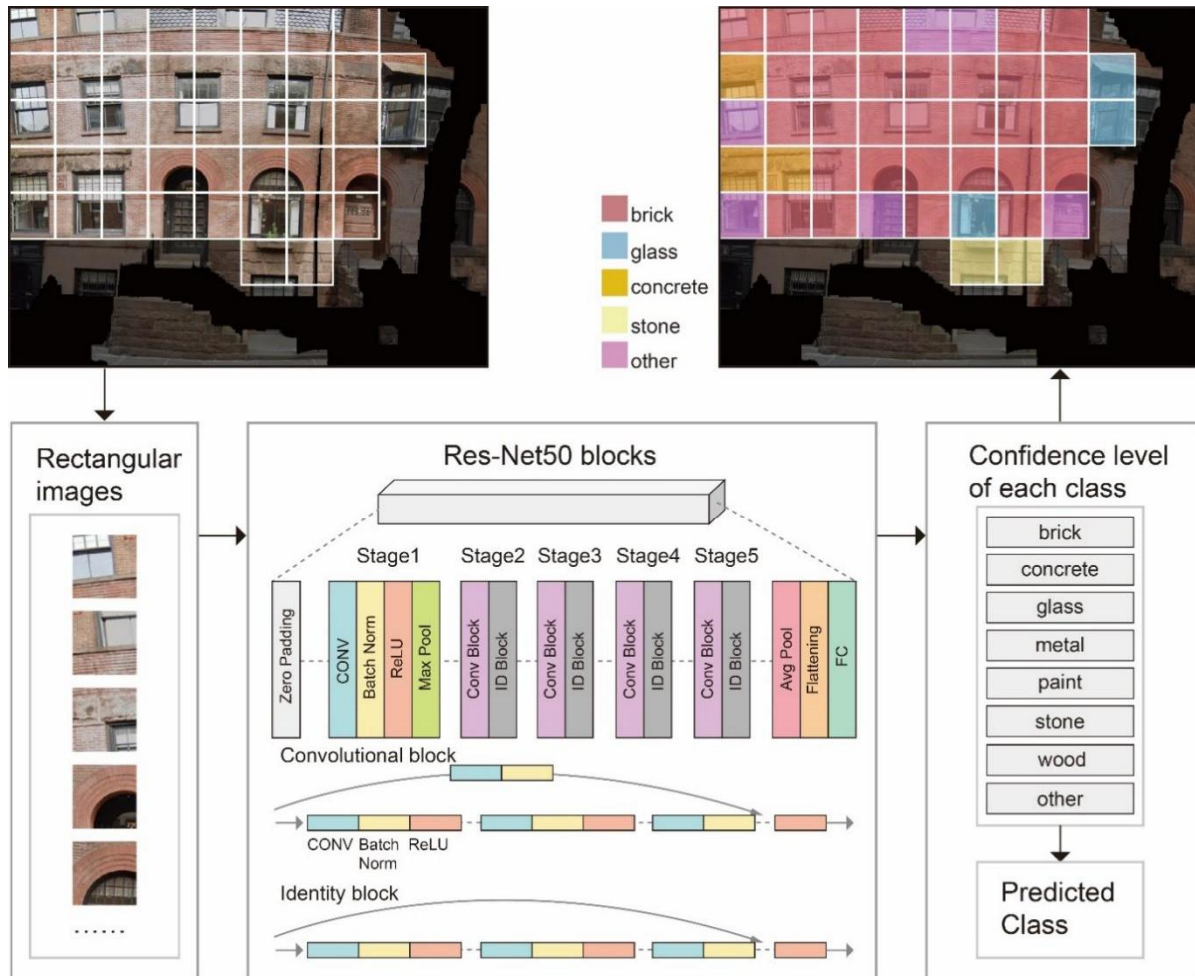 brick
glass
concrete
stone
other
Rectangular
images
......
Res-Net50 blocks
Stage1
Stage2
Stage3
Stage4
Stage5
Zero Padding
CONV
Batch Norm
ReLU
Max Pool
Conv Block
ID Block
Conv Block
ID Block
Conv Block
ID Block
Conv Block
ID Block
Avg Pool
Flattening
FC
Convolutional block
CONV
Batch
Norm
ReLU
Identity block
Confidence level
of each class
brick
concrete
glass
metal
paint
stone
wood
other
Predicted
Class